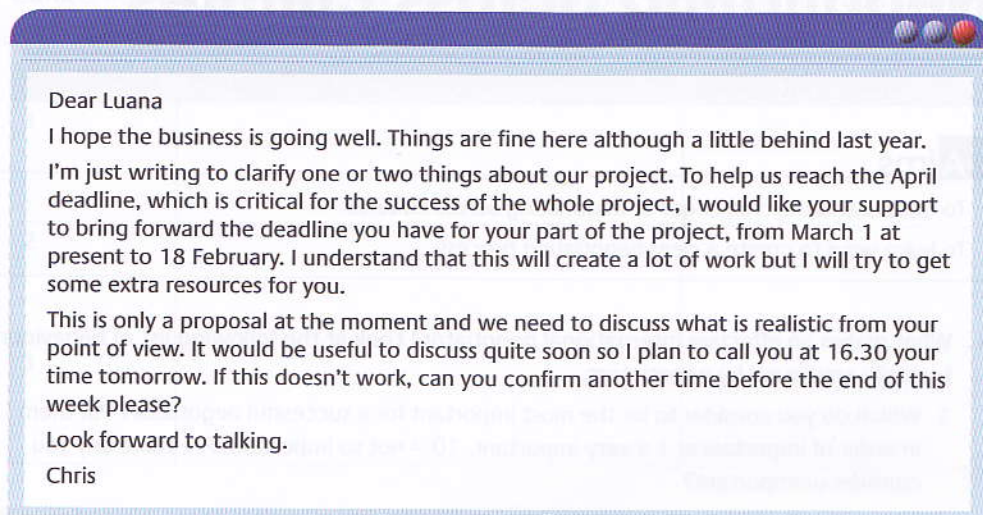 Dear Luana
I hope the business is going well. Things are fine here although a little behind last year.
I'm just writing to clarify one or two things about our project. To help us reach the April
deadline, which is critical for the success of the whole project, I would like your support
to bring forward the deadline you have for your part of the project, from March 1 at
present to 18 February. I understand that this will create a lot of work but I will try to get
some extra resources for you.
This is only a proposal at the moment and we need to discuss what is realistic from your
point of view. It would be useful to discuss quite soon so I plan to call you at 16.30 your
time tomorrow. If this doesn't work, can you confirm another time before the end of this
week please?
Look forward to talking.
Chris